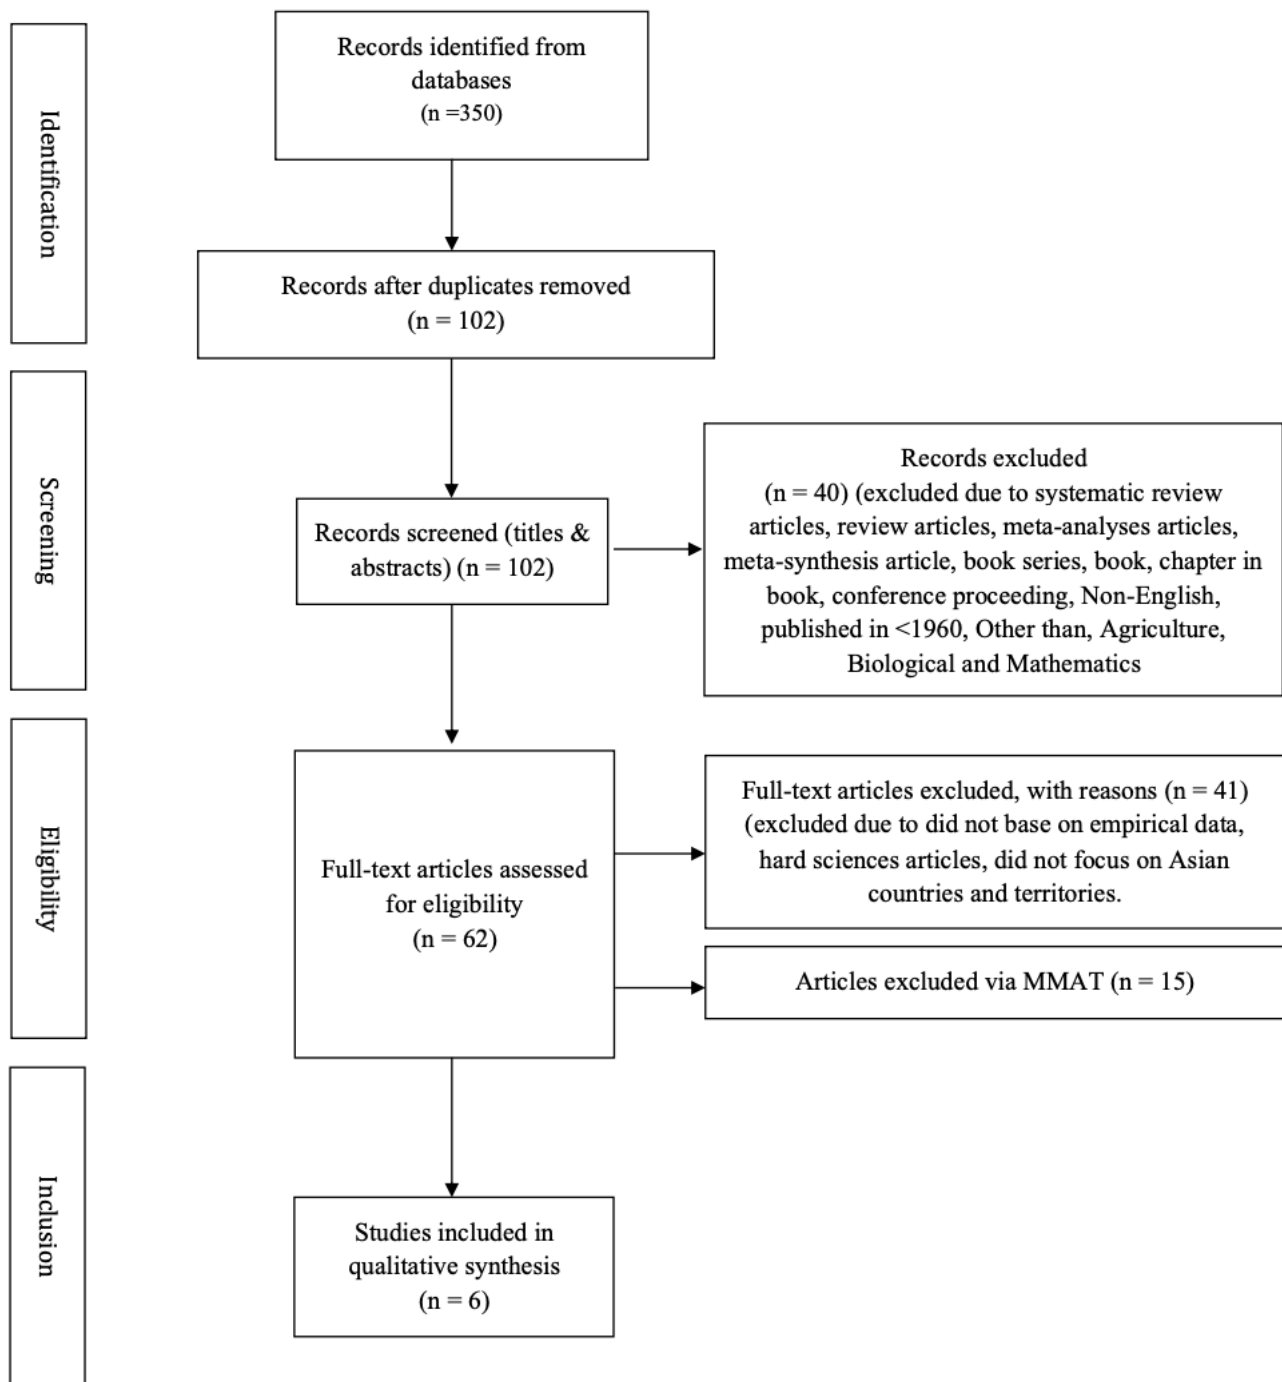 Identification
Records identified from
databases
(n =350)
Records after duplicates removed
(n = 102)
Screening
Records screened (titles &
abstracts) (n = 102)
Records excluded
(n = 40) (excluded due to systematic review
articles, review articles, meta-analyses articles,
meta-synthesis article, book series, book, chapter in
book, conference proceeding, Non-English,
published in <1960, Other than, Agriculture,
Biological and Mathematics
Eligibility
Full-text articles assessed
for eligibility
(n = 62)
Full-text articles excluded, with reasons (n = 41)
(excluded due to did not base on empirical data,
hard sciences articles, did not focus on Asian
countries and territories.
Articles excluded via MMAT (n = 15)
Inclusion
Studies included in
qualitative synthesis
(n = 6)